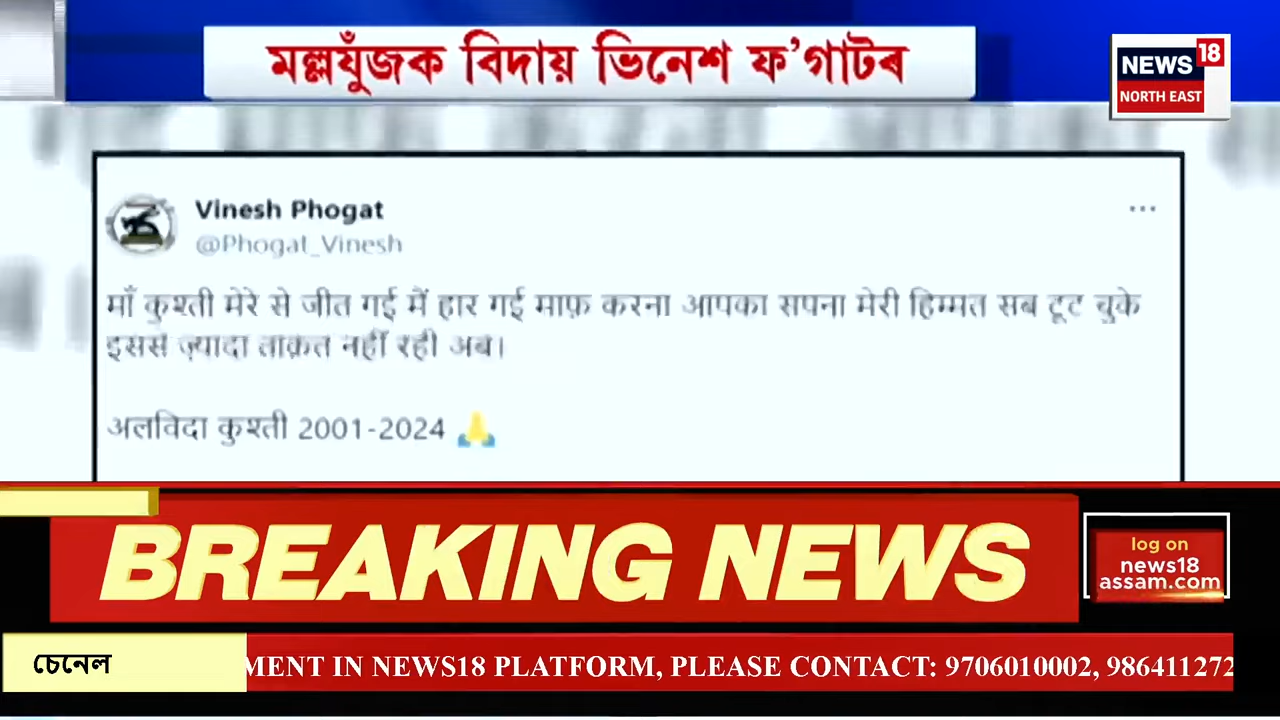 মল্লযুঁজক বিদায় ভিনেশ ফ'গাটৰ
NEWS 18
NORTH EAST
Vinesh Phogat
@Phogat_Vinesh
माँ कुश्ती मेरे से जीत गई मैं हार गई माफ़ करना आपका सपना मेरी हिम्मत सब टूट चुके
इससे ज़्यादा ताक़त नहीं रही अब।
अलविदा कुश्ती 2001-2024 🙏
BREAKING NEWS
log on
news18
assam.com
চেনেল
MENT IN NEWS18 PLATFORM, PLEASE CONTACT: 9706010002, 986411272